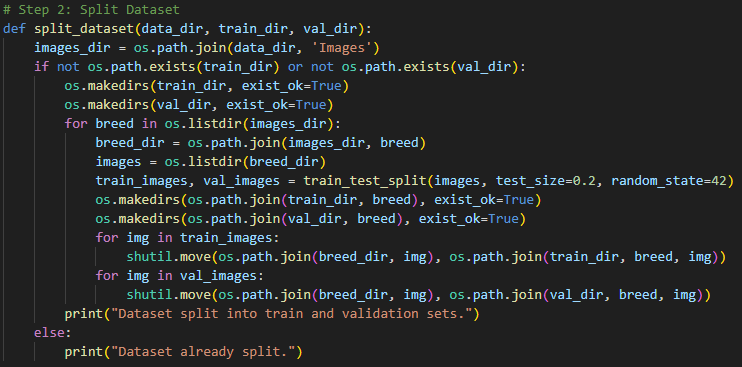 # Step 2: Split Dataset
def split_dataset(data_dir, train_dir, val_dir):
    images_dir = os.path.join(data_dir, 'Images')
    if not os.path.exists(train_dir) or not os.path.exists(val_dir):
        os.makedirs(train_dir, exist_ok=True)
        os.makedirs(val_dir, exist_ok=True)
        for breed in os.listdir(images_dir):
            breed_dir = os.path.join(images_dir, breed)
            images = os.listdir(breed_dir)
            train_images, val_images = train_test_split(images, test_size=0.2, random_state=42)
            os.makedirs(os.path.join(train_dir, breed), exist_ok=True)
            os.makedirs(os.path.join(val_dir, breed), exist_ok=True)
            for img in train_images:
                shutil.move(os.path.join(breed_dir, img), os.path.join(train_dir, breed, img))
            for img in val_images:
                shutil.move(os.path.join(breed_dir, img), os.path.join(val_dir, breed, img))
        print("Dataset split into train and validation sets.")
    else:
        print("Dataset already split.")